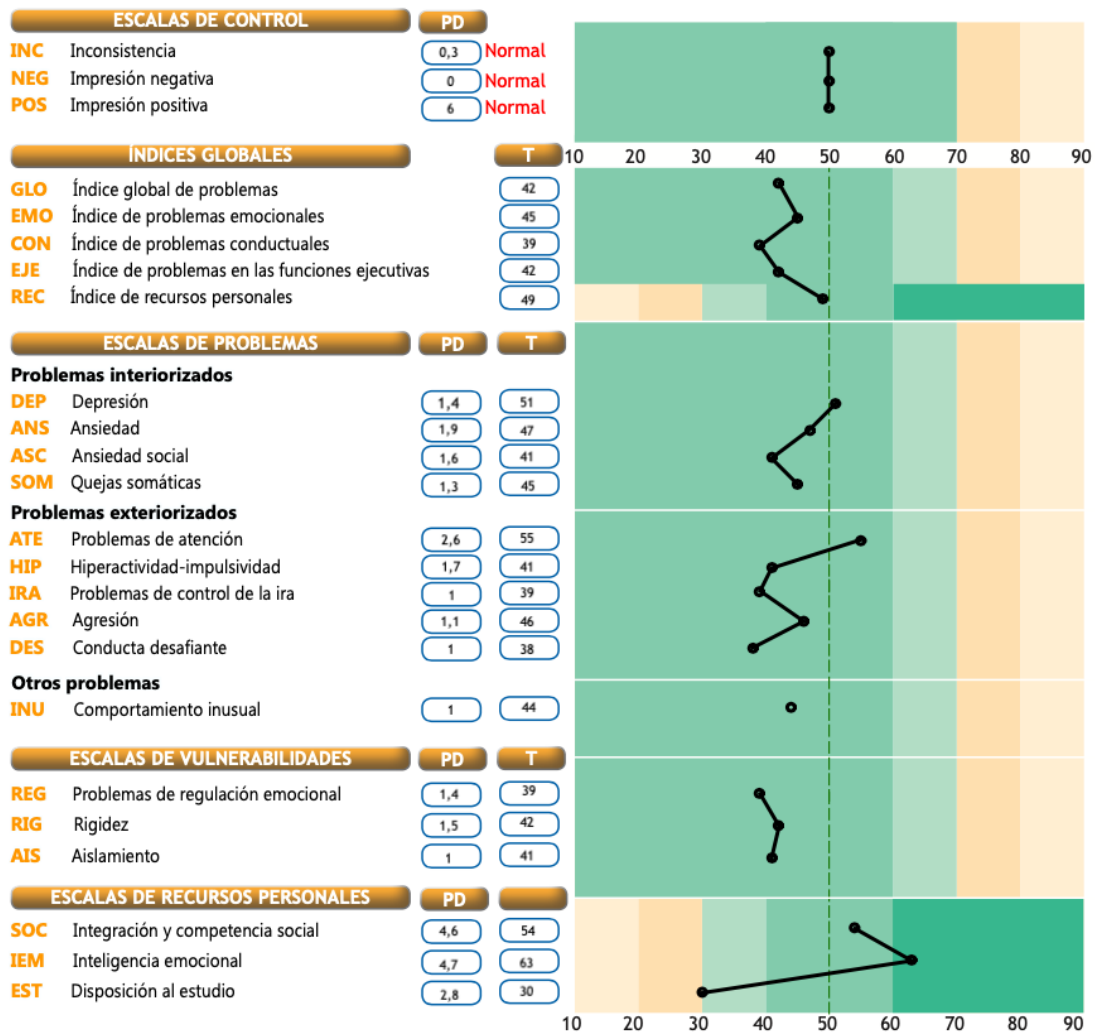 ESCALAS DE CONTROL PD
INC Inconsistencia 0,3 Normal
NEG Impresión negativa 0 Normal
POS Impresión positiva 6 Normal
ÍNDICES GLOBALES T 10 20 30 40 50 60 70 80 90
GLO Índice global de problemas 42
EMO Índice de problemas emocionales 45
CON Índice de problemas conductuales 39
EJE Índice de problemas en las funciones ejecutivas 42
REC Índice de recursos personales 49
ESCALAS DE PROBLEMAS PD T
Problemas interiorizados
DEP Depresión 1,4 51
ANS Ansiedad 1,9 47
ASC Ansiedad social 1,6 41
SOM Quejas somáticas 1,3 45
Problemas exteriorizados
ATE Problemas de atención 2,6 55
HIP Hiperactividad-impulsividad 1,7 41
IRA Problemas de control de la ira 1 39
AGR Agresión 1,1 46
DES Conducta desafiante 1 38
Otros problemas
INU Comportamiento inusual 1 44
ESCALAS DE VULNERABILIDADES PD T
REG Problemas de regulación emocional 1,4 39
RIG Rigidez 1,5 42
AIS Aislamiento 1 41
ESCALAS DE RECURSOS PERSONALES PD
SOC Integración y competencia social 4,6 54
IEM Inteligencia emocional 4,7 63
EST Disposición al estudio 2,8 30
10 20 30 40 50 60 70 80 90